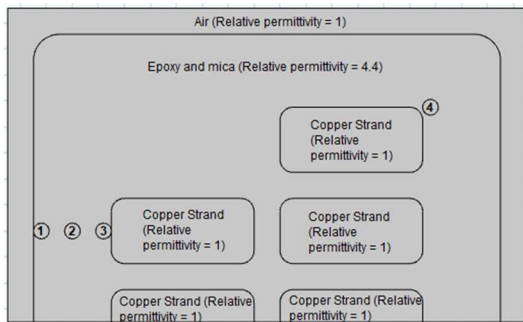 Air (Relative permittivity = 1)
Epoxy and mica (Relative permittivity = 4.4)
4
Copper Strand
(Relative
permittivity = 1)
1 2 3
Copper Strand
(Relative
permittivity = 1)
Copper Strand
(Relative
permittivity = 1)
Copper Strand (Relative
permittivity = 1)
Copper Strand (Relative
permittivity = 1)